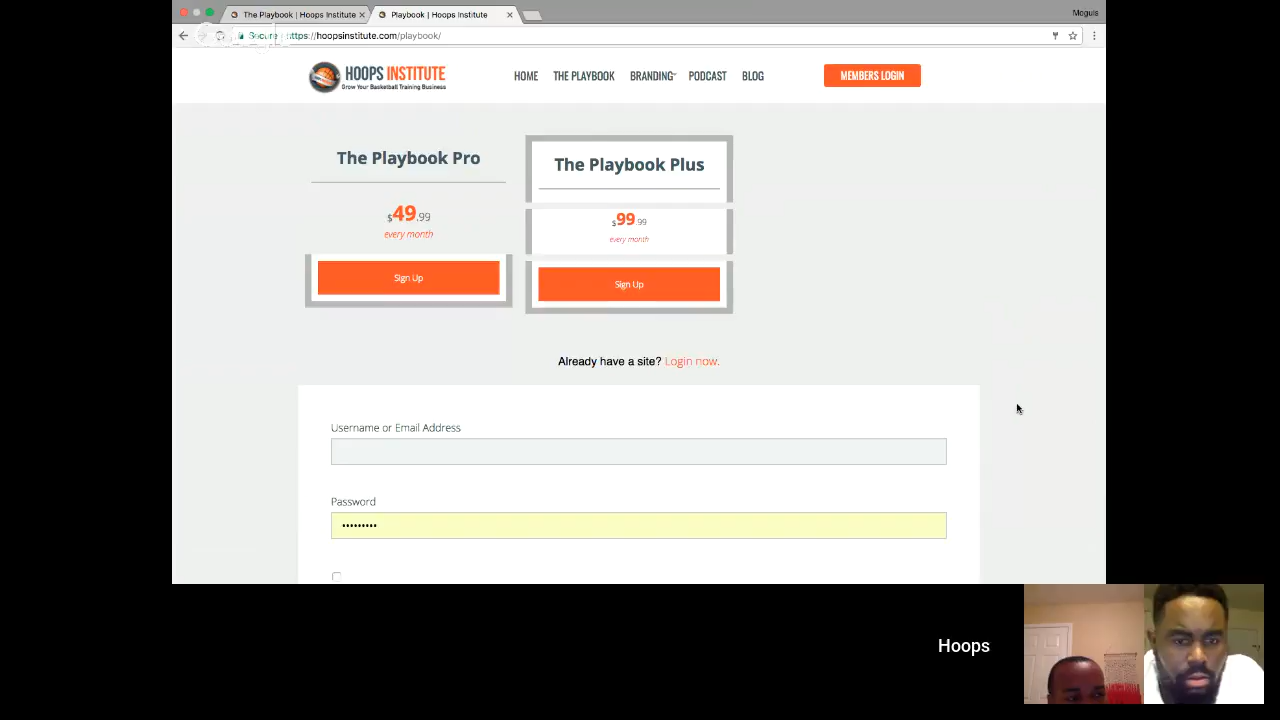 The Playbook | Hoops Institute
Playbook | Hoops Institute
Moguls
Secure https://hoopsinstitute.com/playbook/
HOOPS INSTITUTE
Grow Your Basketball Training Business
HOME THE PLAYBOOK BRANDING PODCAST BLOG MEMBERS LOGIN
The Playbook Pro
$49.99
every month
Sign Up
The Playbook Plus
$99.99
every month
Sign Up
Already have a site? Login now.
Username or Email Address
Password
Hoops